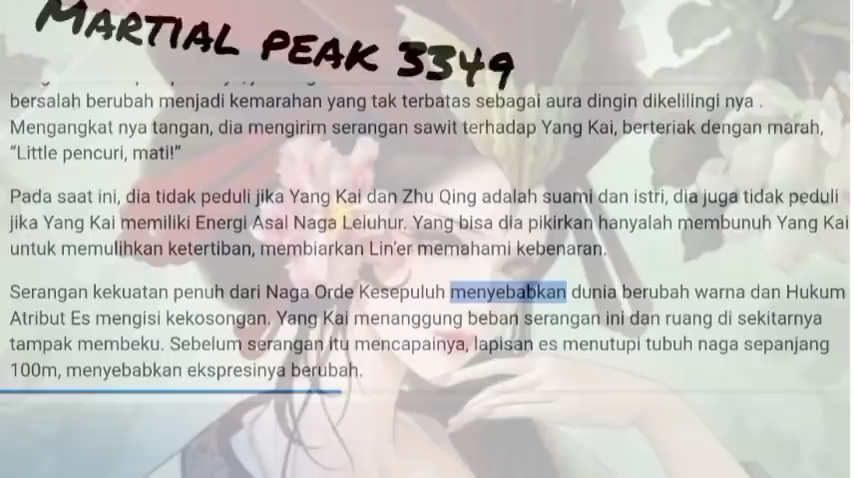 MARTIAL PEAK 3349
bersalah berubah menjadi kemarahan yang tak terbatas sebagai aura dingin dikelilingi nya .
Mengangkat nya tangan, dia mengirim serangan sawit terhadap Yang Kai, berteriak dengan marah,
“Little pencuri, mati!”
Pada saat ini, dia tidak peduli jika Yang Kai dan Zhu Qing adalah suami dan istri, dia juga tidak peduli
jika Yang Kai memiliki Energi Asal Naga Leluhur. Yang bisa dia pikirkan hanyalah membunuh Yang Kai
untuk memulihkan ketertiban, membiarkan Lin’er memahami kebenaran.
Serangan kekuatan penuh dari Naga Orde Kesepuluh menyebabkan dunia berubah warna dan Hukum
Atribut Es mengisi kekosongan. Yang Kai menanggung beban serangan ini dan ruang di sekitarnya
tampak membeku. Sebelum serangan itu mencapainya, lapisan es menutupi tubuh naga sepanjang
100m, menyebabkan ekspresinya berubah.